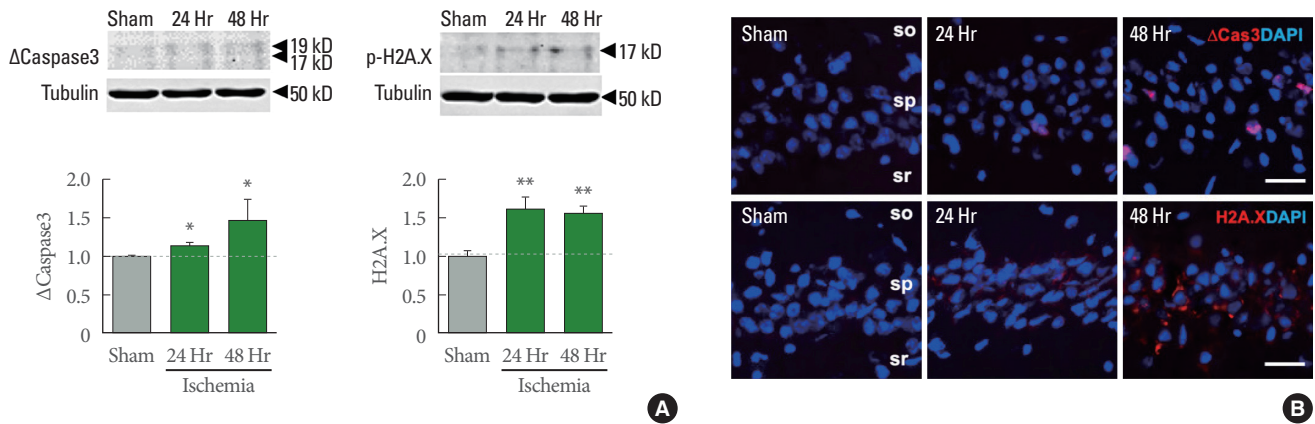 Sham 24 Hr 48 Hr
ΔCaspase3
19 kD
17 kD
Tubulin
50 kD
Sham 24 Hr 48 Hr
p-H2A.X
17 kD
Tubulin
50 kD
ΔCaspase3
2.0
1.5
1.0
0.5
0
*
*
Sham 24 Hr 48 Hr
Ischemia
H2A.X
2.0
1.5
1.0
0.5
0
**
**
Sham 24 Hr 48 Hr
Ischemia
A
Sham
so
sp
sr
24 Hr
48 Hr
ΔCas3DAPI
Sham
so
sp
sr
24 Hr
48 Hr
H2A.XDAPI
B